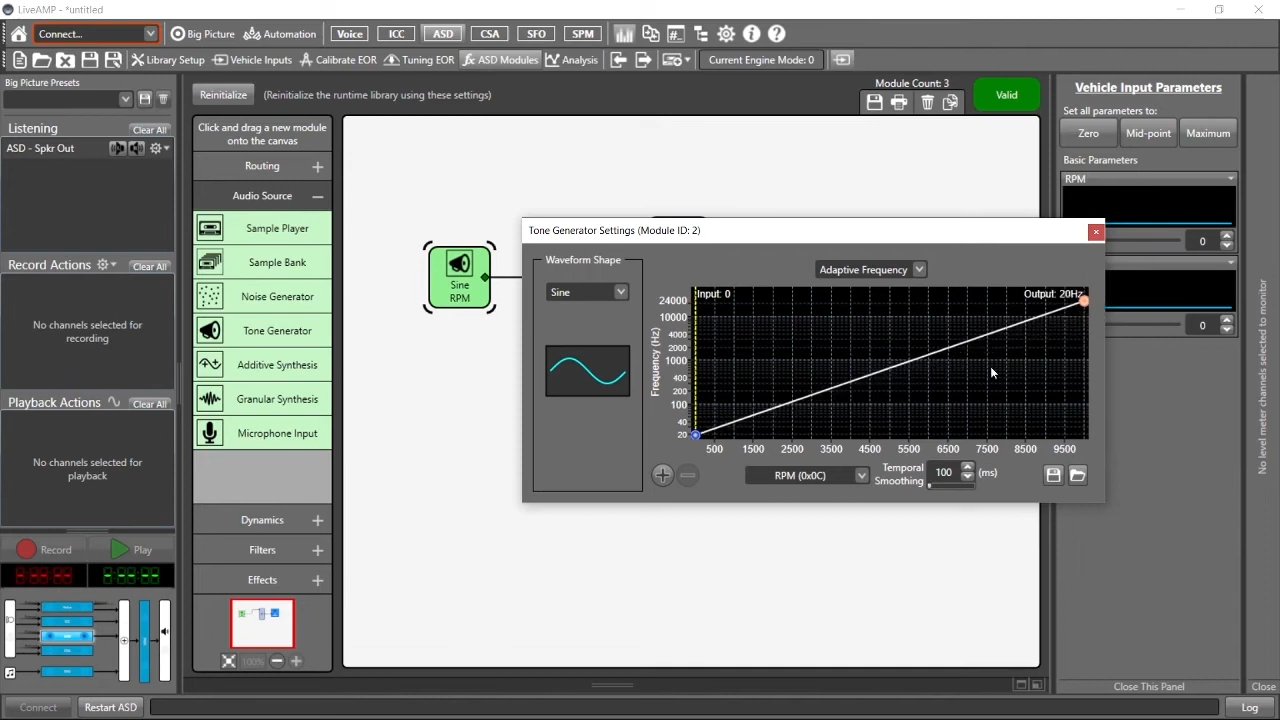 LiveAMP - *untitled
Connect...
Big Picture
Automation
Voice
ICC
ASD
CSA
SFO
SPM
Library Setup
Vehicle Inputs
Calibrate EOR
Tuning EOR
ASD Modules
Analysis
Current Engine Mode: 0
Big Picture Presets
Listening
Clear All
ASD - Spkr Out
Record Actions
Clear All
No channels selected for
recording
Playback Actions
Clear All
No channels selected for
playback
Record
Play
Reinitialize
(Reinitialize the runtime library using these settings)
Module Count: 3
Valid
Click and drag a new module
onto the canvas
Routing
Audio Source
Sample Player
Sample Bank
Noise Generator
Tone Generator
Additive Synthesis
Granular Synthesis
Microphone Input
Dynamics
Filters
Effects
100%
Sine
RPM
Tone Generator Settings (Module ID: 2)
Waveform Shape
Sine
Adaptive Frequency
Input: 0
Output: 20Hz
Frequency (Hz)
24000
10000
4000
2000
1000
400
200
100
40
20
500 1500 2500 3500 4500 5500 6500 7500 8500 9500
RPM (0x0C)
Temporal
Smoothing
100
(ms)
Vehicle Input Parameters
Set all parameters to:
Zero
Mid-point
Maximum
Basic Parameters
RPM
0
0
Close This Panel
No level meter channels selected to monitor
Close
Connect
Restart ASD
Log